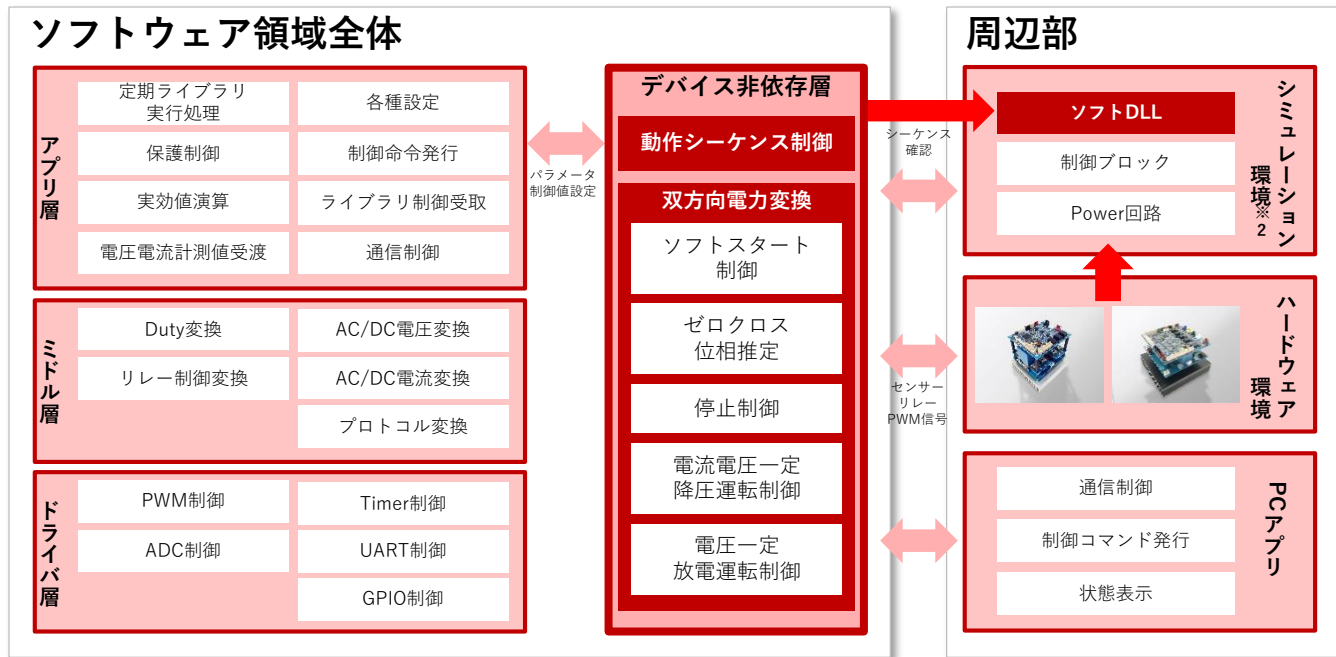 ソフトウェア領域全体
アプリ層
定期ライブラリ
実行処理
各種設定
保護制御
制御命令発行
実効値演算
ライブラリ制御受取
電圧電流計測値受渡
通信制御
ミドル層
Duty変換
AC/DC電圧変換
リレー制御変換
AC/DC電流変換
プロトコル変換
ドライバ層
PWM制御
Timer制御
ADC制御
UART制御
GPIO制御
パラメータ
制御値設定
デバイス非依存層
動作シーケンス制御
双方向電力変換
ソフトスタート
制御
ゼロクロス
位相推定
停止制御
電流電圧一定
降圧運転制御
電圧一定
放電運転制御
シーケンス
確認
センサー
リレー
PWM信号
周辺部
ソフトDLL
制御ブロック
Power回路
シミュレーション
環境※2
ハードウェア
環境
通信制御
制御コマンド発行
状態表示
PCアプリ